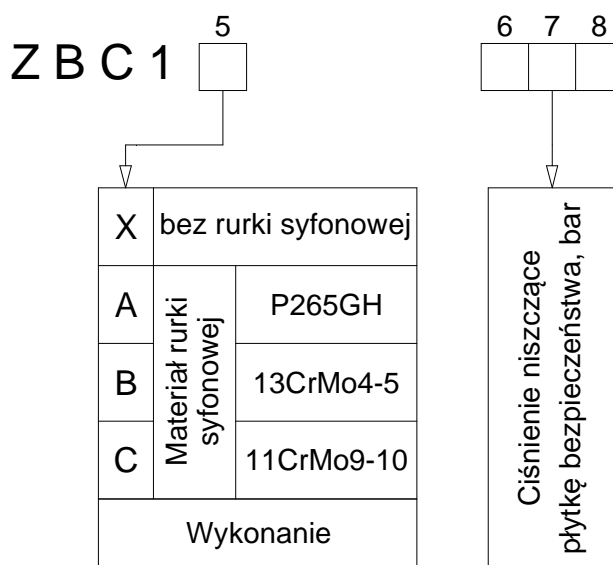 5
6 7 8
Z B C 1
X bez rurki syfonowej
A P265GH
Materiał rurki
syfonowej
B 13CrMo4-5
C 11CrMo9-10
Wykonanie
Ciśnienie niszczące
płytkę bezpieczeństwa, bar